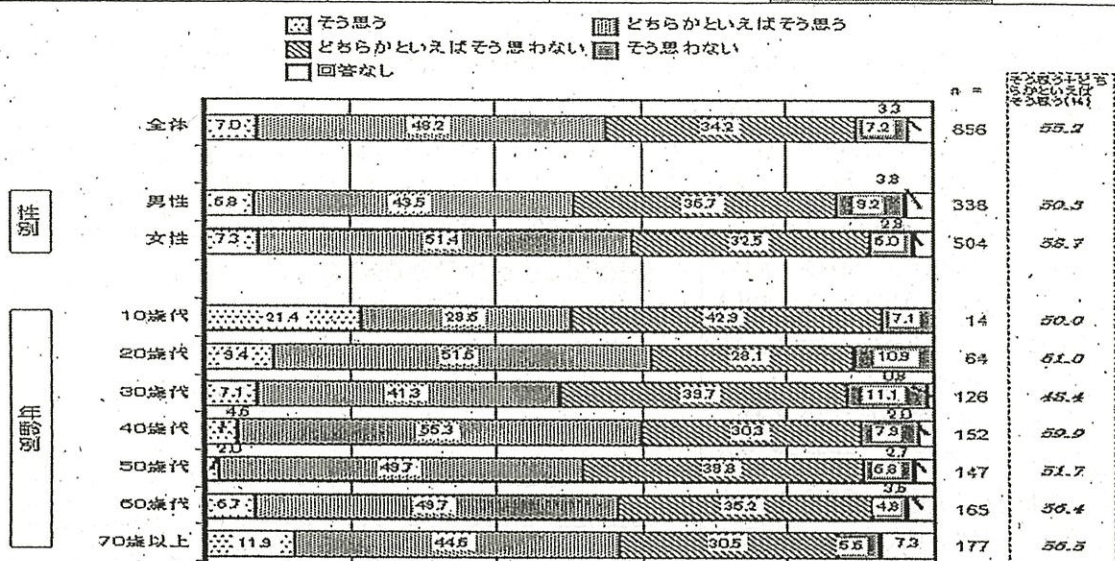 そう思う どちらかといえばそう思う
どちらかといえばそう思わない そう思わない
回答なし
n =
そう思う+どちらかといえばそう思う(14)
3.3
全体 7.0 48.2 34.2 7.2 856 55.2
性別
3.8
男性 6.8 43.5 35.7 9.2 338 50.3
2.8
女性 7.3 51.4 32.5 6.0 504 58.7
年齢別
10歳代 21.4 28.6 42.9 7.1 14 50.0
20歳代 9.4 51.6 28.1 10.9 64 61.0
0.8
30歳代 7.1 41.3 39.7 11.1 126 48.4
4.6 2.0
40歳代 55.3 30.3 7.9 152 59.9
2.0 2.7
50歳代 49.7 38.8 6.8 147 51.7
3.6
60歳代 6.7 49.7 35.2 4.8 165 56.4
70歳以上 11.9 44.6 30.5 5.6 7.3 177 56.5